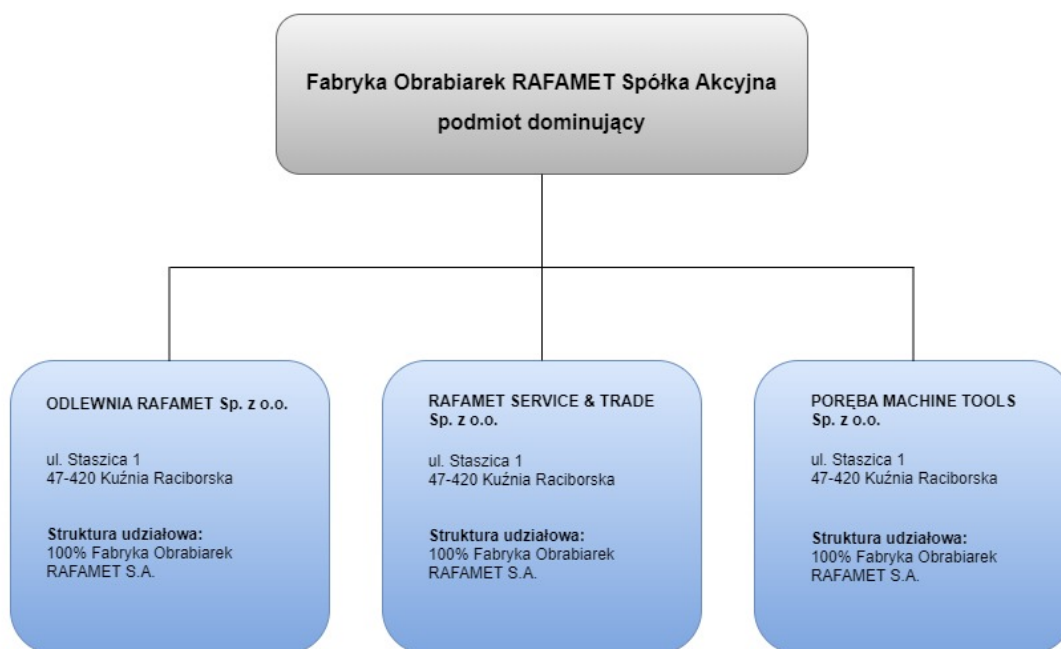 Fabryka Obrabiarek RAFAMET Spółka Akcyjna
podmiot dominujący
ODLEWNIA RAFAMET Sp. z o.o.
ul. Staszica 1
47-420 Kuźnia Raciborska
Struktura udziałowa:
100% Fabryka Obrabiarek
RAFAMET S.A.
RAFAMET SERVICE & TRADE
Sp. z o.o.
ul. Staszica 1
47-420 Kuźnia Raciborska
Struktura udziałowa:
100% Fabryka Obrabiarek
RAFAMET S.A.
PORĘBA MACHINE TOOLS
Sp. z o.o.
ul. Staszica 1
47-420 Kuźnia Raciborska
Struktura udziałowa:
100% Fabryka Obrabiarek
RAFAMET S.A.